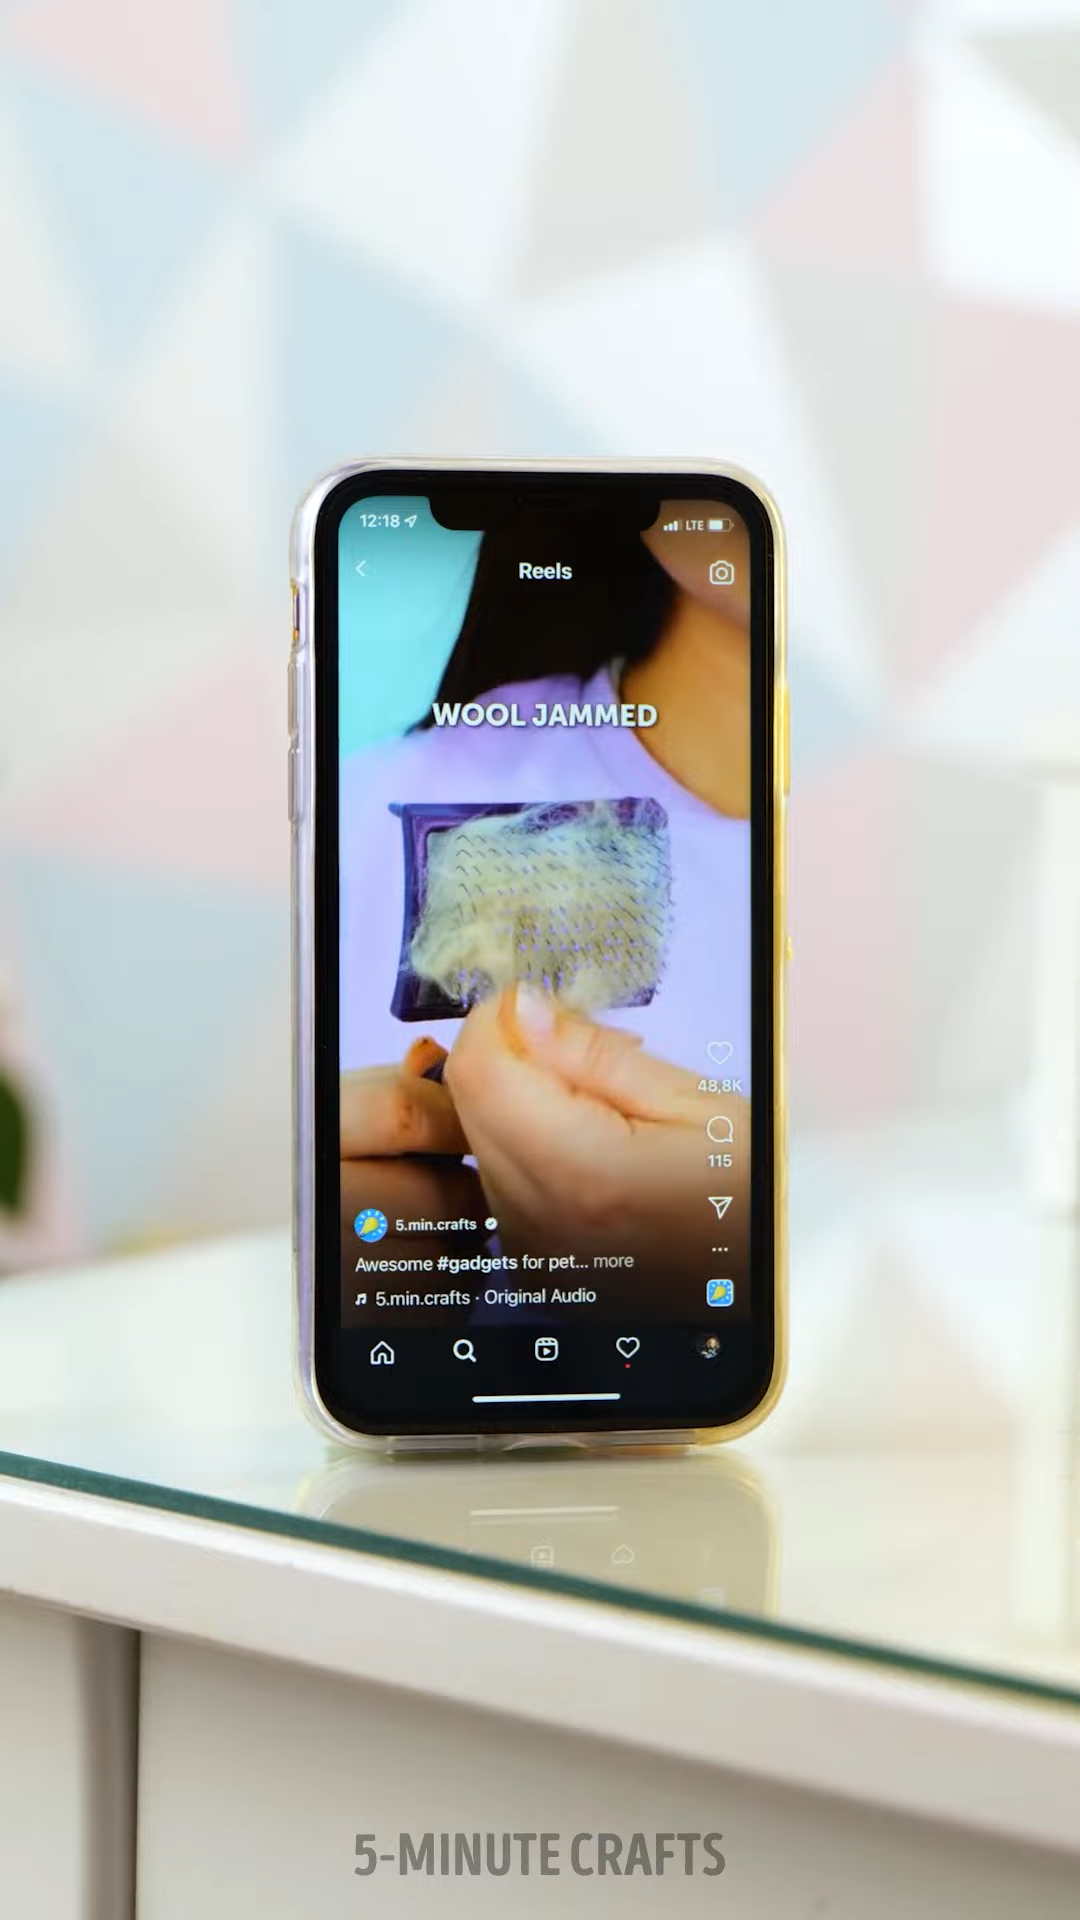 12:18
LTE
Reels
WOOL JAMMED
48,8K
115
5.min.crafts
Awesome #gadgets for pet... more
5.min.crafts · Original Audio
5-MINUTE CRAFTS